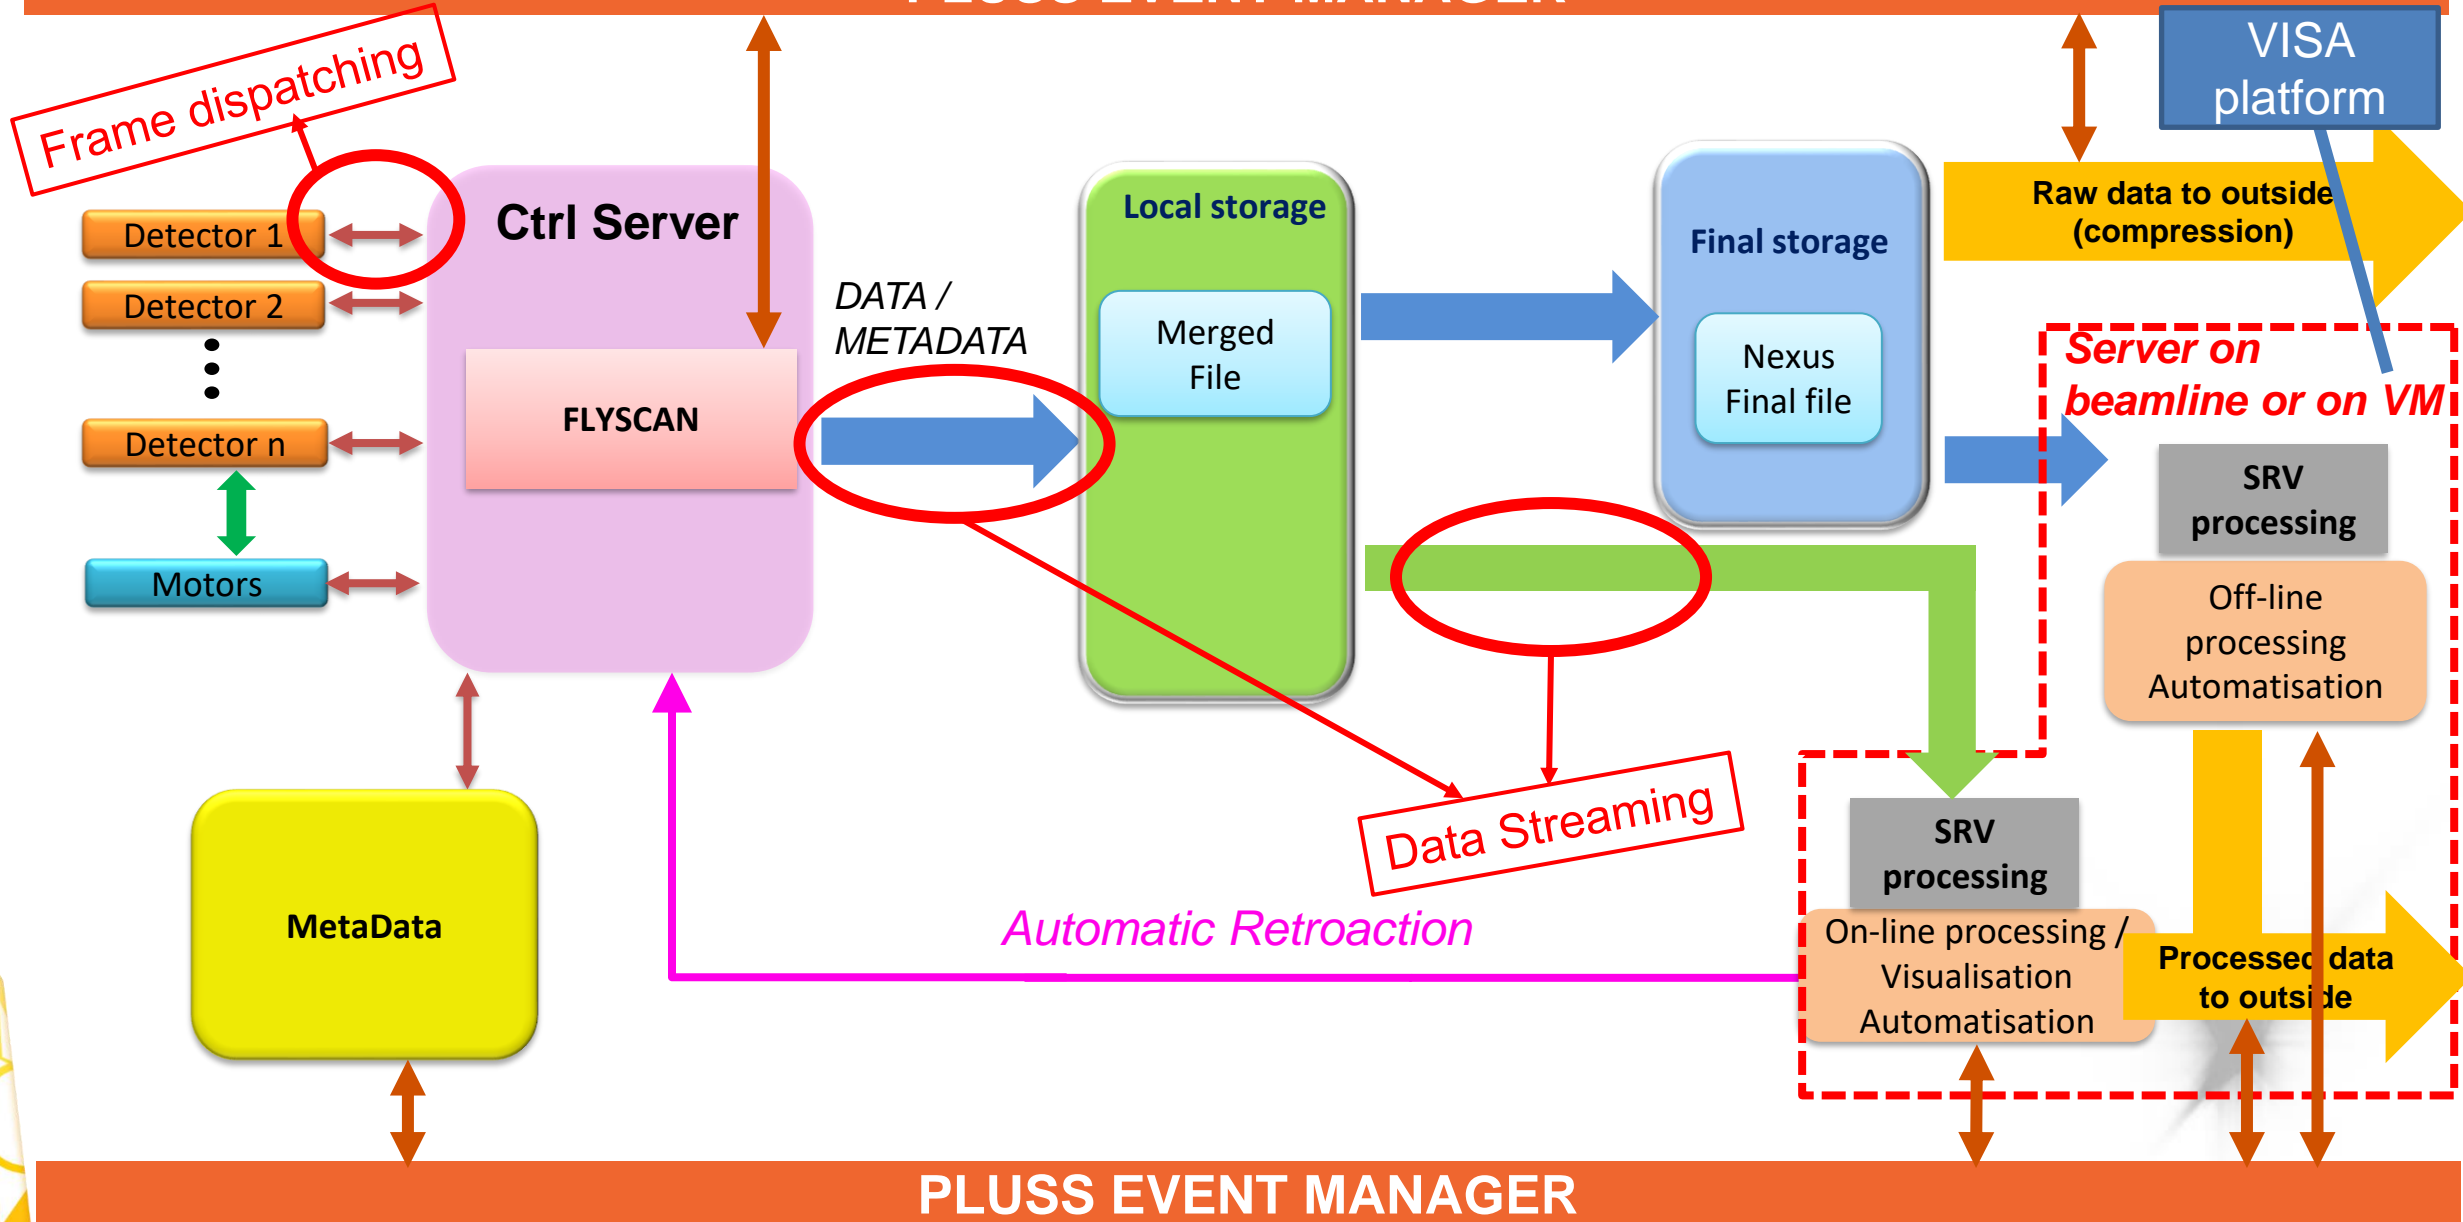 PLUSS EVENT MANAGER
VISA
platform
Frame dispatching
Detector 1
Detector 2
Detector n
Motors
Ctrl Server
FLYSCAN
DATA /
METADATA
Local storage
Merged
File
Final storage
Nexus
Final file
Raw data to outside
(compression)
Server on
beamline or on VM
SRV
processing
Off-line
processing
Automatisation
Data Streaming
SRV
processing
On-line processing /
Visualisation
Automatisation
Processed data
to outside
Automatic Retroaction
MetaData
PLUSS EVENT MANAGER